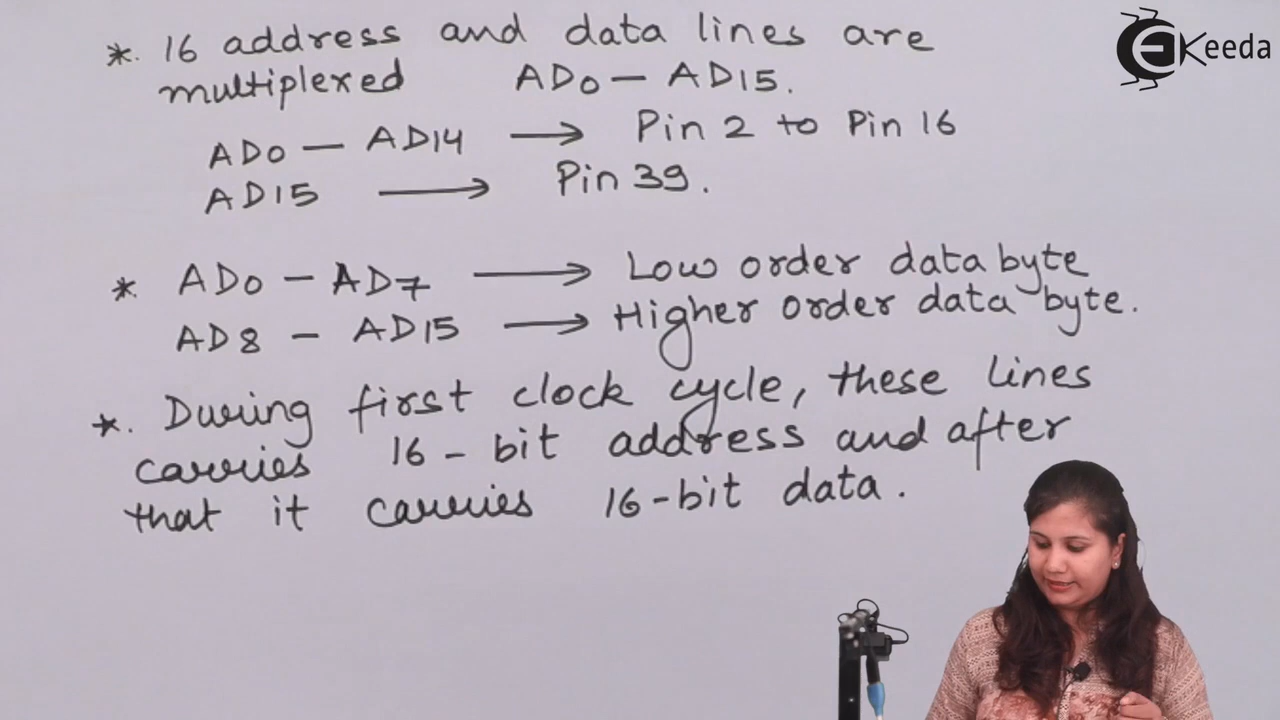 *. 16 address and data lines are
multiplexed AD0 – AD15.
AD0 – AD14 → Pin 2 to Pin 16
AD15 → Pin 39.
* AD0 – AD7 → Low order data byte
AD8 – AD15 → Higher order data byte.
*. During first clock cycle, these lines
carries 16-bit address and after
that it carries 16-bit data.
EKeeda